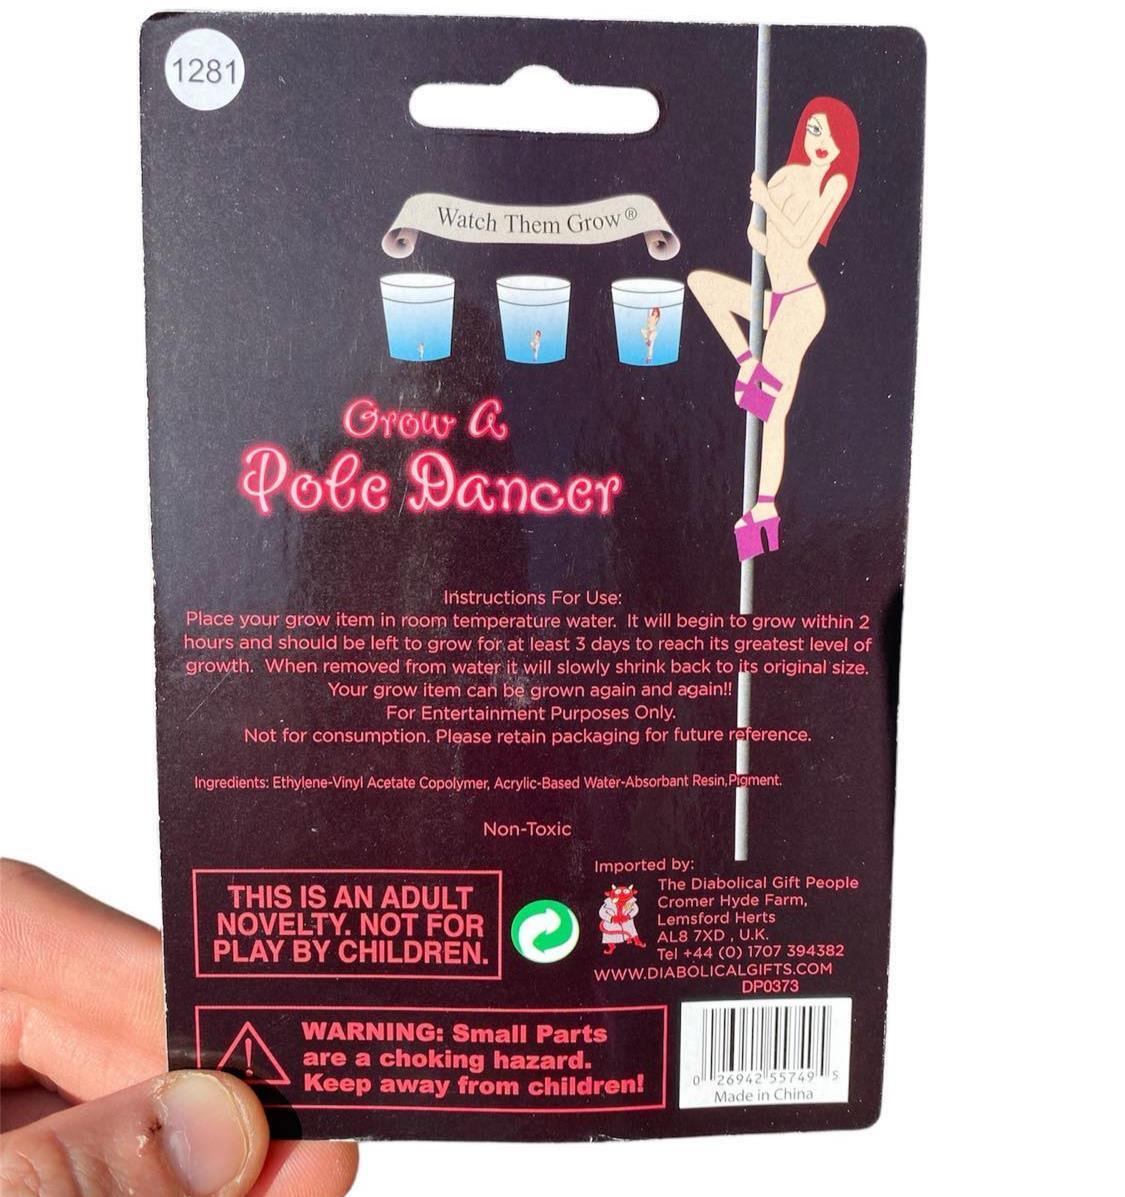 1281
Watch Them Grow®
Grow A
Pole Dancer
Instructions For Use:
Place your grow item in room temperature water. It will begin to grow within 2
hours and should be left to grow for at least 3 days to reach its greatest level of
growth. When removed from water it will slowly shrink back to its original size.
Your grow item can be grown again and again!!
For Entertainment Purposes Only.
Not for consumption. Please retain packaging for future reference.
Ingredients: Ethylene-Vinyl Acetate Copolymer, Acrylic-Based Water-Absorbant Resin,Pigment.
Non-Toxic
THIS IS AN ADULT
NOVELTY. NOT FOR
PLAY BY CHILDREN.
Imported by:
The Diabolical Gift People
Cromer Hyde Farm,
Lemsford Herts
AL8 7XD , U.K.
Tel +44 (0) 1707 394382
WWW.DIABOLICALGIFTS.COM
DP0373
WARNING: Small Parts
are a choking hazard.
Keep away from children!
0 26942 55749 5
Made in China